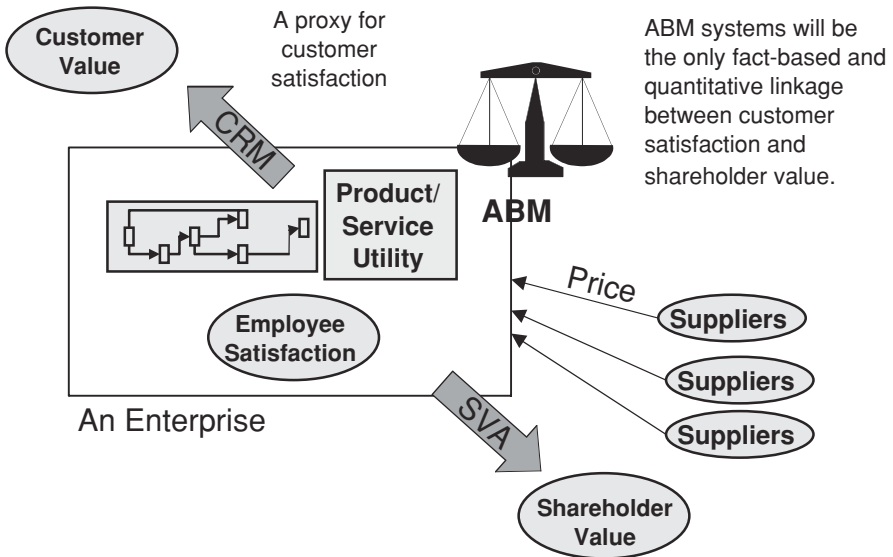 Customer
Value
A proxy for
customer
satisfaction
ABM systems will be
the only fact-based and
quantitative linkage
between customer
satisfaction and
shareholder value.
CRM
Product/
Service
Utility
ABM
Price
Suppliers
Employee
Satisfaction
Suppliers
Suppliers
An Enterprise
SVA
Shareholder
Value